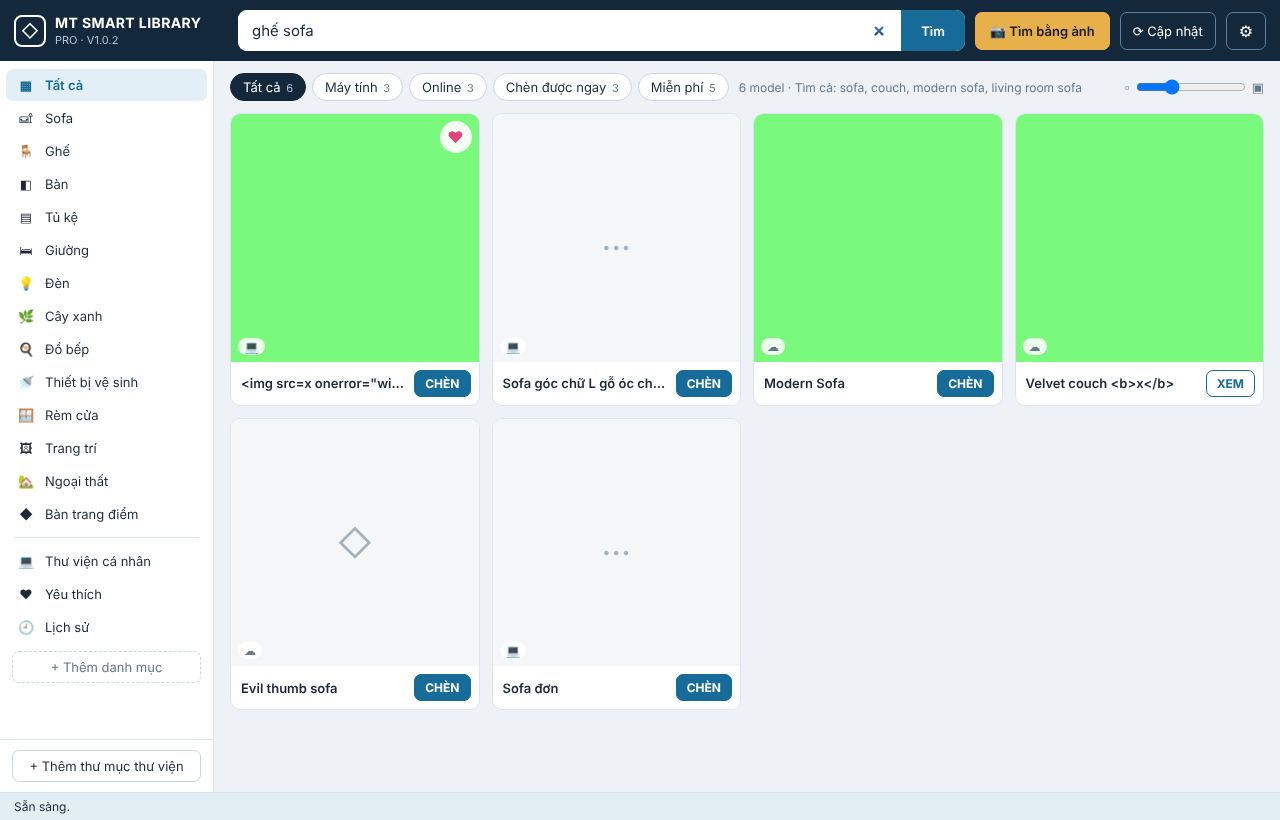 MT SMART LIBRARY
PRO · V1.0.2
ghế sofa
Tìm
Tìm bằng ảnh
Cập nhật
Tất cả
Sofa
Ghế
Bàn
Tủ kệ
Giường
Đèn
Cây xanh
Đồ bếp
Thiết bị vệ sinh
Rèm cửa
Trang trí
Ngoại thất
Bàn trang điểm
Thư viện cá nhân
Yêu thích
Lịch sử
+ Thêm danh mục
+ Thêm thư mục thư viện
Tất cả 6
Máy tính 3
Online 3
Chèn được ngay 3
Miễn phí 5
6 model · Tìm cả: sofa, couch, modern sofa, living room sofa
<img src=x onerror="wi...
CHÈN
Sofa góc chữ L gỗ óc ch...
CHÈN
Modern Sofa
CHÈN
Velvet couch <b>x</b>
XEM
Evil thumb sofa
CHÈN
Sofa đơn
CHÈN
Sẵn sàng.